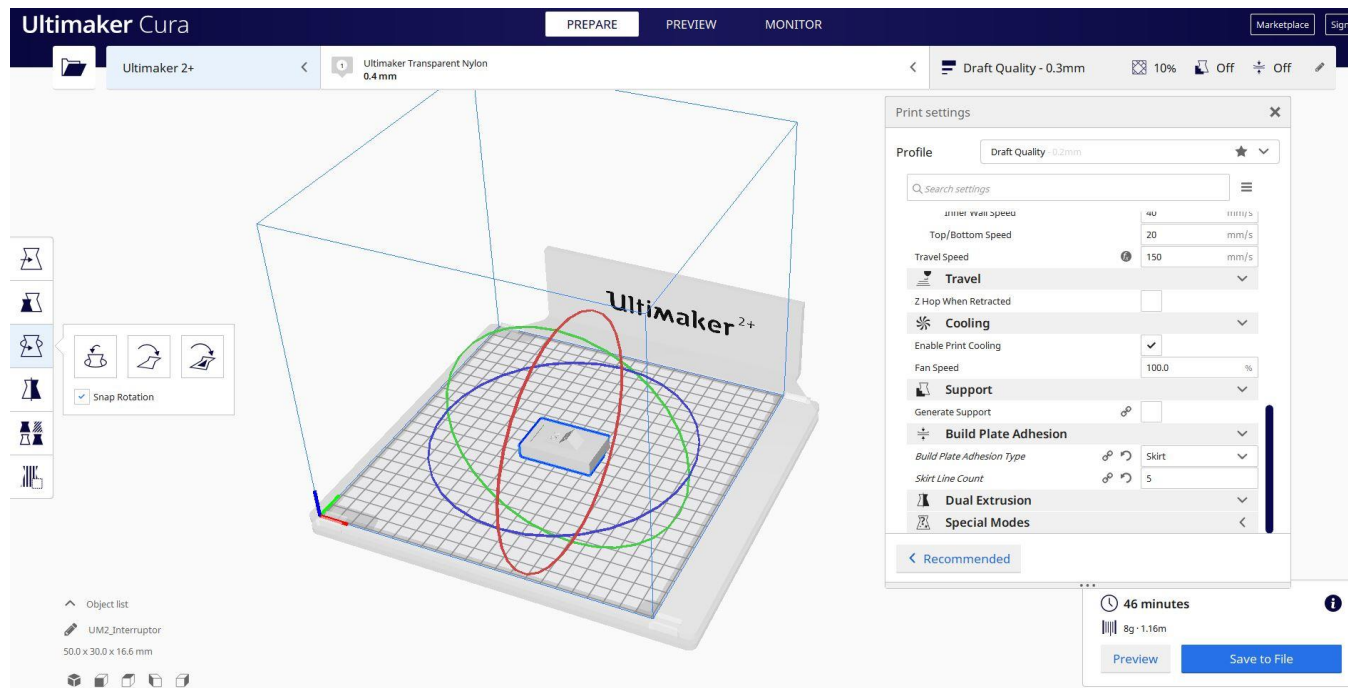 Ultimaker Cura
PREPARE
PREVIEW
MONITOR
Marketplace
Sign
Ultimaker 2+
1
Ultimaker Transparent Nylon
0.4 mm
Draft Quality - 0.3mm
10%
Off
Off
Print settings
Profile
Draft Quality - 0.2mm
Search settings
Inner Wall Speed 40 mm/s
Top/Bottom Speed 20 mm/s
Travel Speed 150 mm/s
Travel
Z Hop When Retracted
Cooling
Enable Print Cooling
Fan Speed 100.0 %
Support
Generate Support
Build Plate Adhesion
Build Plate Adhesion Type Skirt
Skirt Line Count 5
Dual Extrusion
Special Modes
Recommended
Snap Rotation
Ultimaker 2+
Object list
UM2_Interruptor
50.0 x 30.0 x 16.6 mm
46 minutes
8g · 1.16m
Preview
Save to File